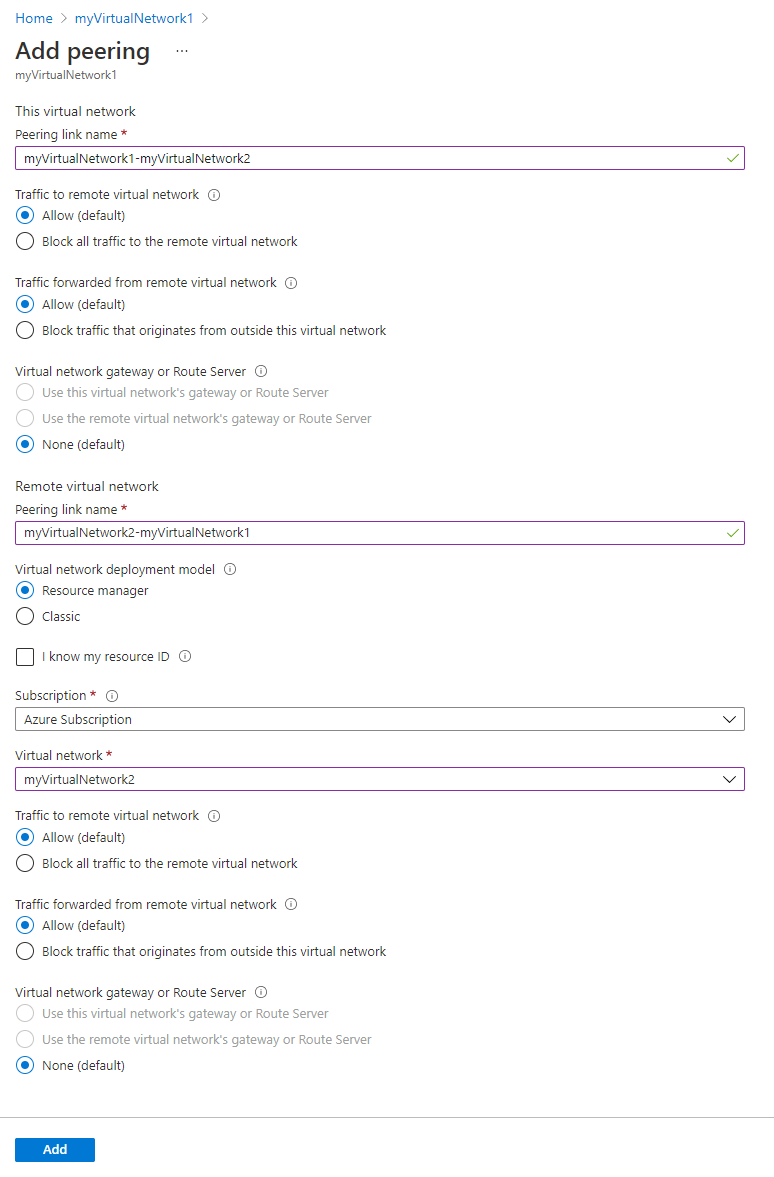 Home > myVirtualNetwork1 >
Add peering ...
myVirtualNetwork1
This virtual network
Peering link name *
myVirtualNetwork1-myVirtualNetwork2
Traffic to remote virtual network
Allow (default)
Block all traffic to the remote virtual network
Traffic forwarded from remote virtual network
Allow (default)
Block traffic that originates from outside this virtual network
Virtual network gateway or Route Server
Use this virtual network's gateway or Route Server
Use the remote virtual network's gateway or Route Server
None (default)
Remote virtual network
Peering link name *
myVirtualNetwork2-myVirtualNetwork1
Virtual network deployment model
Resource manager
Classic
I know my resource ID
Subscription *
Azure Subscription
Virtual network *
myVirtualNetwork2
Traffic to remote virtual network
Allow (default)
Block all traffic to the remote virtual network
Traffic forwarded from remote virtual network
Allow (default)
Block traffic that originates from outside this virtual network
Virtual network gateway or Route Server
Use this virtual network's gateway or Route Server
Use the remote virtual network's gateway or Route Server
None (default)
Add